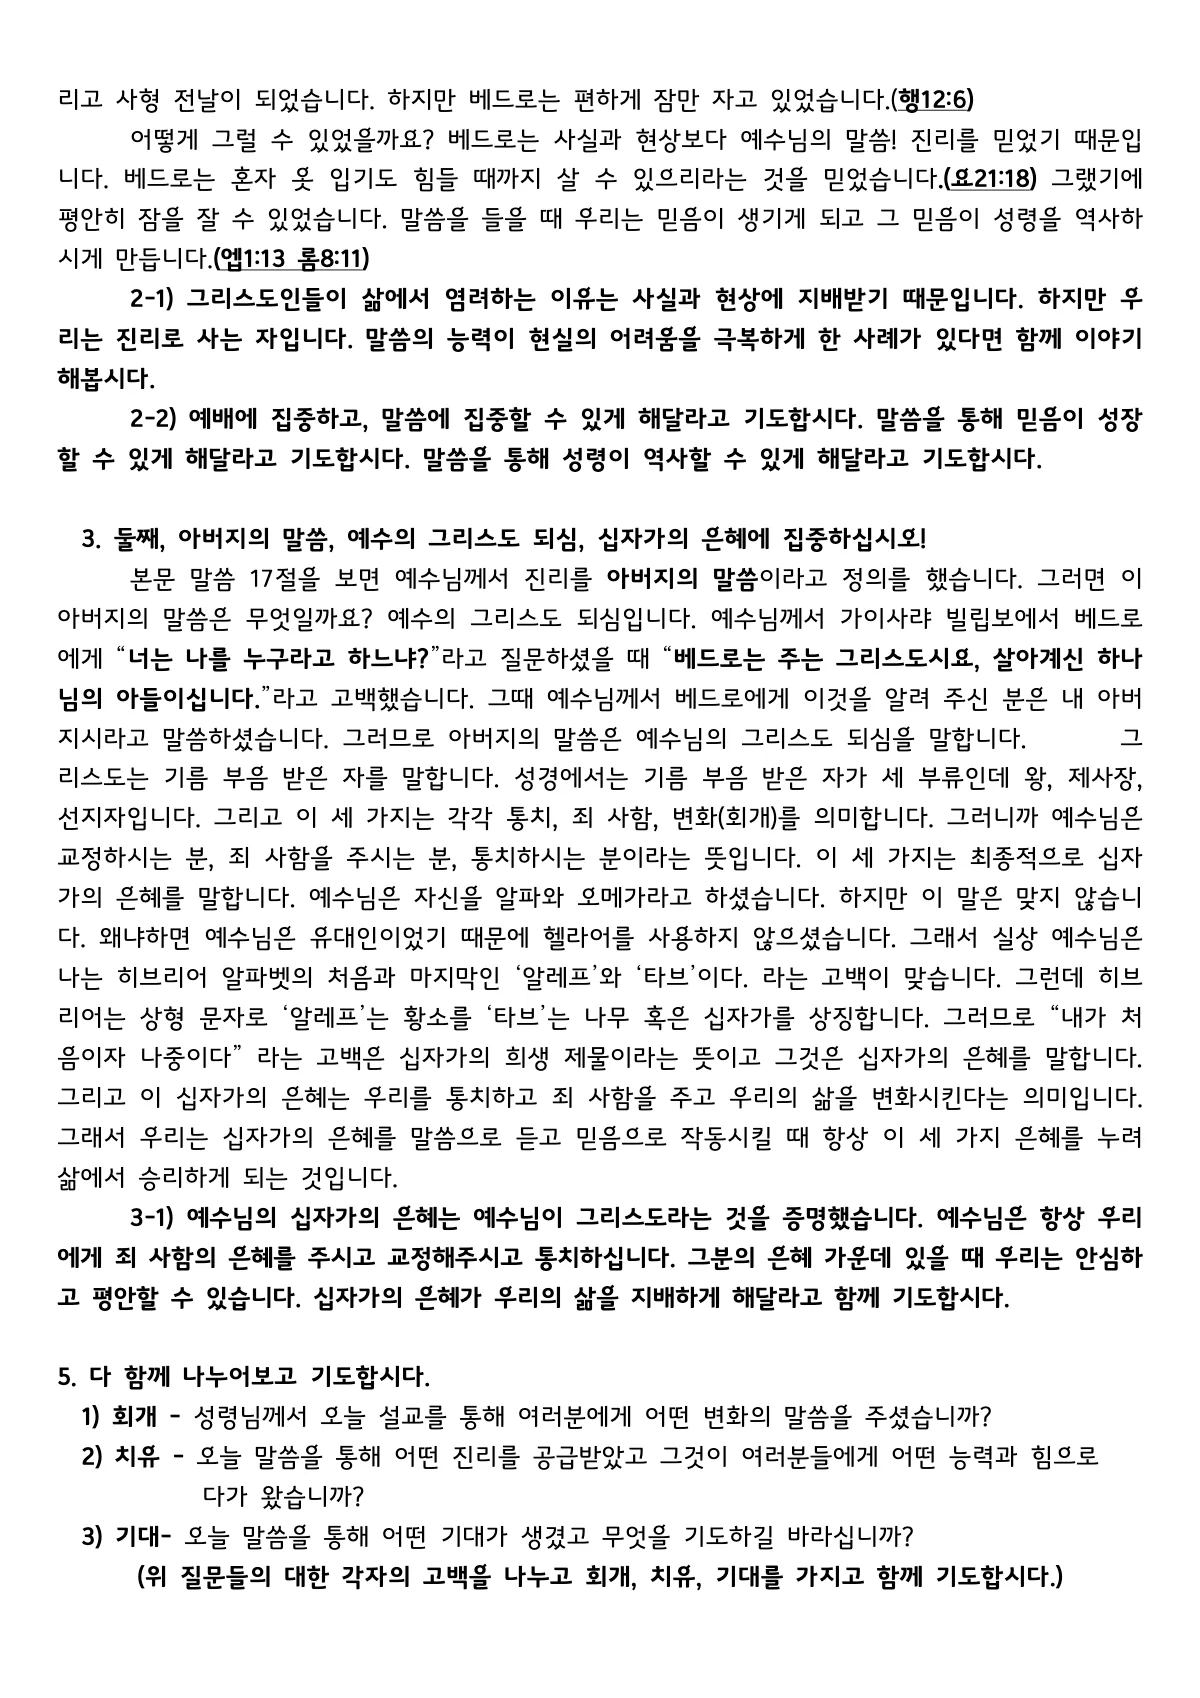 리고 사형 전날이 되었습니다. 하지만 베드로는 편하게 잠만 자고 있었습니다.(행12:6)
어떻게 그럴 수 있었을까요? 베드로는 사실과 현상보다 예수님의 말씀! 진리를 믿었기 때문입
니다. 베드로는 혼자 옷 입기도 힘들 때까지 살 수 있으리라는 것을 믿었습니다.(요21:18) 그랬기에
평안히 잠을 잘 수 있었습니다. 말씀을 들을 때 우리는 믿음이 생기게 되고 그 믿음이 성령을 역사하
시게 만듭니다.(엡1:13 롬8:11)
2-1) 그리스도인들이 삶에서 염려하는 이유는 사실과 현상에 지배받기 때문입니다. 하지만 우
리는 진리로 사는 자입니다. 말씀의 능력이 현실의 어려움을 극복하게 한 사례가 있다면 함께 이야기
해봅시다.
2-2) 예배에 집중하고, 말씀에 집중할 수 있게 해달라고 기도합시다. 말씀을 통해 믿음이 성장
할 수 있게 해달라고 기도합시다. 말씀을 통해 성령이 역사할 수 있게 해달라고 기도합시다.
3. 둘째, 아버지의 말씀, 예수의 그리스도 되심, 십자가의 은혜에 집중하십시오!
본문 말씀 17절을 보면 예수님께서 진리를 아버지의 말씀이라고 정의를 했습니다. 그러면 이
아버지의 말씀은 무엇일까요? 예수의 그리스도 되심입니다. 예수님께서 가이사랴 빌립보에서 베드로
에게 “너는 나를 누구라고 하느냐?”라고 질문하셨을 때 “베드로는 주는 그리스도시요, 살아계신 하나
님의 아들이십니다.”라고 고백했습니다. 그때 예수님께서 베드로에게 이것을 알려 주신 분은 내 아버
지시라고 말씀하셨습니다. 그러므로 아버지의 말씀은 예수님의 그리스도 되심을 말합니다. 그
리스도는 기름 부음 받은 자를 말합니다. 성경에서는 기름 부음 받은 자가 세 부류인데 왕, 제사장,
선지자입니다. 그리고 이 세 가지는 각각 통치, 죄 사함, 변화(회개)를 의미합니다. 그러니까 예수님은
교정하시는 분, 죄 사함을 주시는 분, 통치하시는 분이라는 뜻입니다. 이 세 가지는 최종적으로 십자
가의 은혜를 말합니다. 예수님은 자신을 알파와 오메가라고 하셨습니다. 하지만 이 말은 맞지 않습니
다. 왜냐하면 예수님은 유대인이었기 때문에 헬라어를 사용하지 않으셨습니다. 그래서 실상 예수님은
나는 히브리어 알파벳의 처음과 마지막인 ‘알레프’와 ‘타브’이다. 라는 고백이 맞습니다. 그런데 히브
리어는 상형 문자로 ‘알레프’는 황소를 ‘타브’는 나무 혹은 십자가를 상징합니다. 그러므로 “내가 처
음이자 나중이다” 라는 고백은 십자가의 희생 제물이라는 뜻이고 그것은 십자가의 은혜를 말합니다.
그리고 이 십자가의 은혜는 우리를 통치하고 죄 사함을 주고 우리의 삶을 변화시킨다는 의미입니다.
그래서 우리는 십자가의 은혜를 말씀으로 듣고 믿음으로 작동시킬 때 항상 이 세 가지 은혜를 누려
삶에서 승리하게 되는 것입니다.
3-1) 예수님의 십자가의 은혜는 예수님이 그리스도라는 것을 증명했습니다. 예수님은 항상 우리
에게 죄 사함의 은혜를 주시고 교정해주시고 통치하십니다. 그분의 은혜 가운데 있을 때 우리는 안심하
고 평안할 수 있습니다. 십자가의 은혜가 우리의 삶을 지배하게 해달라고 함께 기도합시다.
5. 다 함께 나누어보고 기도합시다.
1) 회개 - 성령님께서 오늘 설교를 통해 여러분에게 어떤 변화의 말씀을 주셨습니까?
2) 치유 - 오늘 말씀을 통해 어떤 진리를 공급받았고 그것이 여러분들에게 어떤 능력과 힘으로
다가 왔습니까?
3) 기대- 오늘 말씀을 통해 어떤 기대가 생겼고 무엇을 기도하길 바라십니까?
(위 질문들의 대한 각자의 고백을 나누고 회개, 치유, 기대를 가지고 함께 기도합시다.)